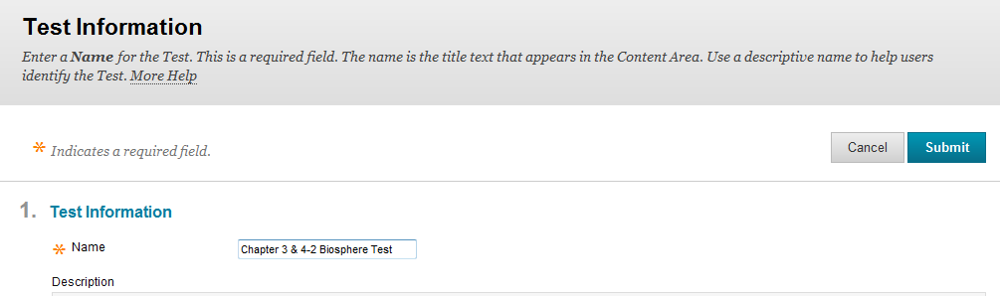 Test Information
Enter a Name for the Test. This is a required field. The name is the title text that appears in the Content Area. Use a descriptive name to help users
identify the Test. More Help
* Indicates a required field.
Cancel
Submit
1. Test Information
* Name
Chapter 3 & 4-2 Biosphere Test
Description